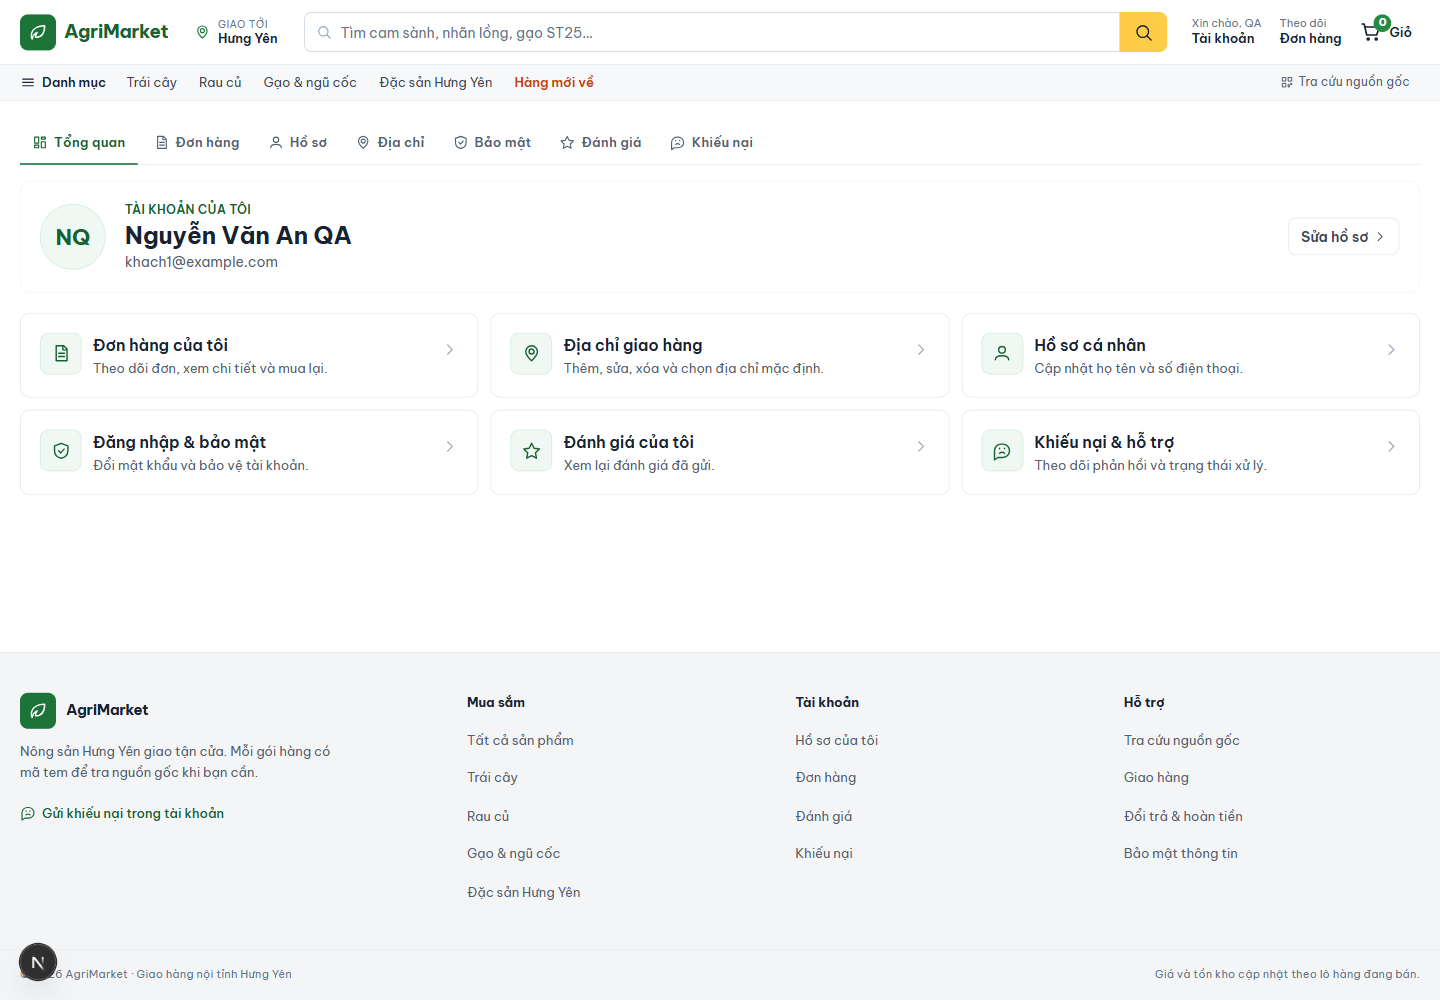 AgriMarket
GIAO TỚI
Hưng Yên
Tìm cam sành, nhãn lồng, gạo ST25...
Xin chào, QA
Tài khoản
Theo dõi
Đơn hàng
0
Giỏ
Danh mục
Trái cây
Rau củ
Gạo & ngũ cốc
Đặc sản Hưng Yên
Hàng mới về
Tra cứu nguồn gốc
Tổng quan
Đơn hàng
Hồ sơ
Địa chỉ
Bảo mật
Đánh giá
Khiếu nại
NQ
TÀI KHOẢN CỦA TÔI
Nguyễn Văn An QA
khach1@example.com
Sửa hồ sơ
Đơn hàng của tôi
Theo dõi đơn, xem chi tiết và mua lại.
Địa chỉ giao hàng
Thêm, sửa, xóa và chọn địa chỉ mặc định.
Hồ sơ cá nhân
Cập nhật họ tên và số điện thoại.
Đăng nhập & bảo mật
Đổi mật khẩu và bảo vệ tài khoản.
Đánh giá của tôi
Xem lại đánh giá đã gửi.
Khiếu nại & hỗ trợ
Theo dõi phản hồi và trạng thái xử lý.
AgriMarket
Nông sản Hưng Yên giao tận cửa. Mỗi gói hàng có
mã tem để tra nguồn gốc khi bạn cần.
Gửi khiếu nại trong tài khoản
Mua sắm
Tất cả sản phẩm
Trái cây
Rau củ
Gạo & ngũ cốc
Đặc sản Hưng Yên
Tài khoản
Hồ sơ của tôi
Đơn hàng
Đánh giá
Khiếu nại
Hỗ trợ
Tra cứu nguồn gốc
Giao hàng
Đổi trả & hoàn tiền
Bảo mật thông tin
N
AgriMarket · Giao hàng nội tỉnh Hưng Yên
Giá và tồn kho cập nhật theo lô hàng đang bán.